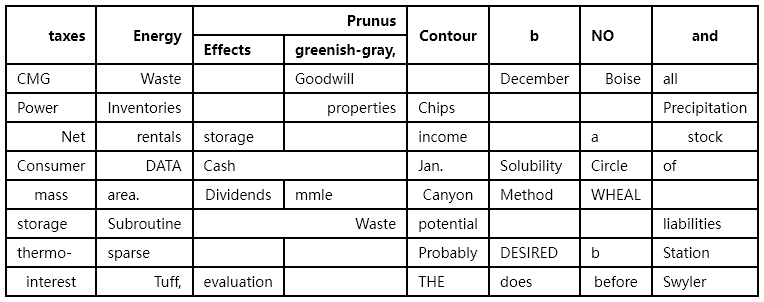 taxes Energy Prunus Contour b NO and
Effects greenish-gray,
CMG Waste Goodwill December Boise all
Power Inventories properties Chips Precipitation
Net rentals storage income a stock
Consumer DATA Cash Jan. Solubility Circle of
mass area. Dividends mmle Canyon Method WHEAL
storage Subroutine Waste potential liabilities
thermo- sparse Probably DESIRED b Station
interest Tuff, evaluation THE does before Swyler